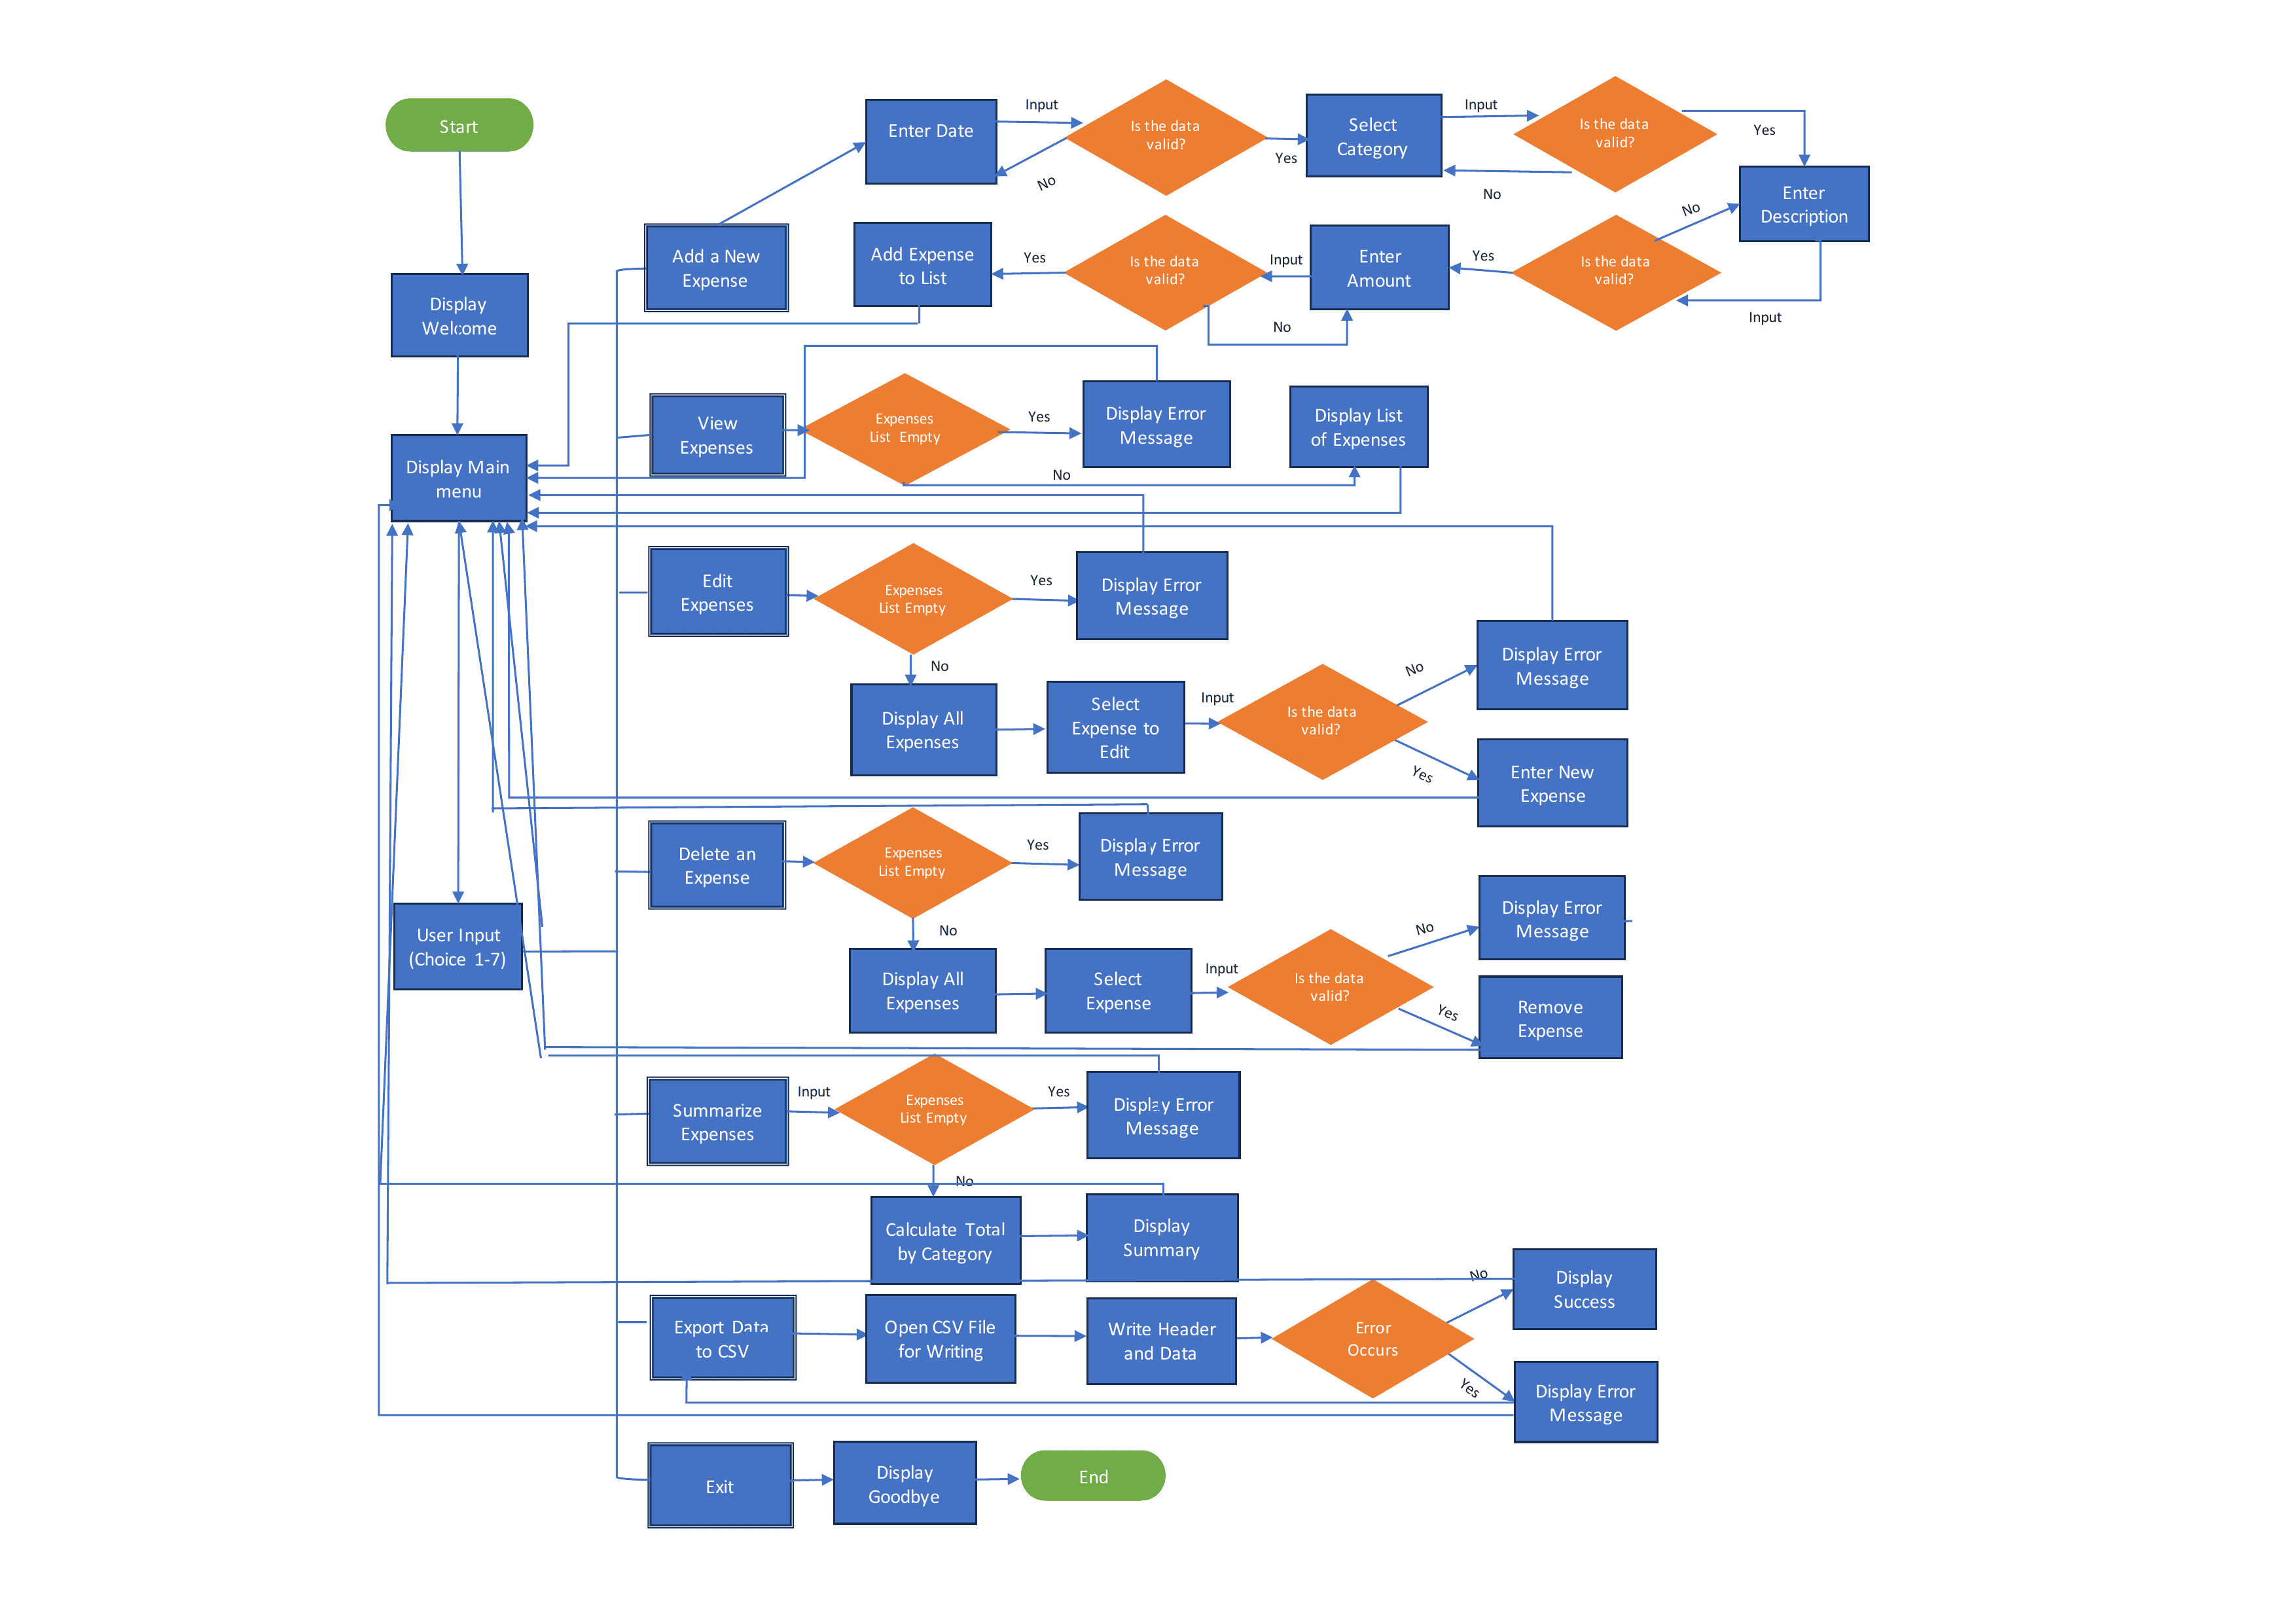 Start
Display
Welcome
Display Main
menu
User Input
(Choice 1-7)
Add a New
Expense
Enter Date
Input
No
Is the data
valid?
Yes
Select
Category
Input
No
Is the data
valid?
Yes
Enter
Description
Input
No
Is the data
valid?
Yes
Enter
Amount
Input
No
Is the data
valid?
Yes
Add Expense
to List
View
Expenses
Expenses
List Empty
Yes
Display Error
Message
No
Display List
of Expenses
Edit
Expenses
Expenses
List Empty
Yes
Display Error
Message
No
Display All
Expenses
Select
Expense to
Edit
Input
Is the data
valid?
No
Display Error
Message
Yes
Enter New
Expense
Delete an
Expense
Expenses
List Empty
Yes
Display Error
Message
No
Display All
Expenses
Select
Expense
Input
Is the data
valid?
No
Display Error
Message
Yes
Remove
Expense
Summarize
Expenses
Input
Expenses
List Empty
Yes
Display Error
Message
No
Calculate Total
by Category
Display
Summary
Export Data
to CSV
Open CSV File
for Writing
Write Header
and Data
Error
Occurs
No
Display
Success
Yes
Display Error
Message
Exit
Display
Goodbye
End